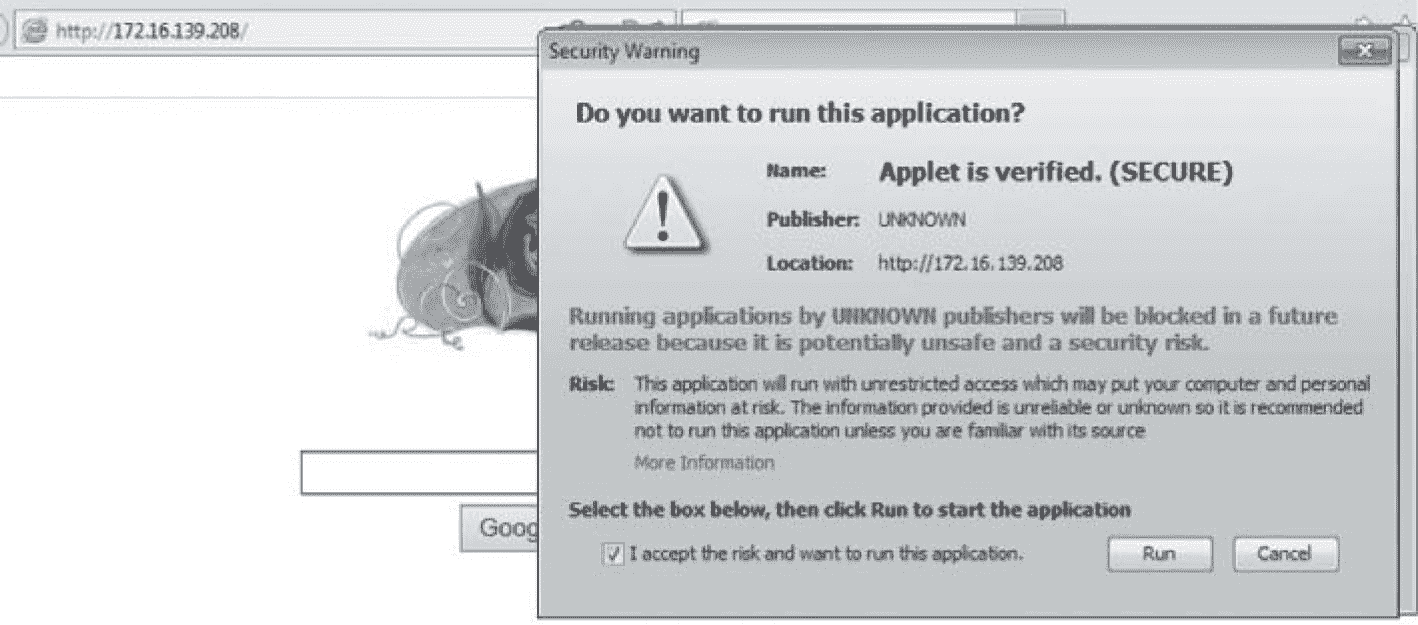 http://172.16.139.208/
Security Warning
Do you want to run this application?
Name: Applet is verified. (SECURE)
Publisher: UNKNOWN
Location: http://172.16.139.208
Running applications by UNKNOWN publishers will be blocked in a future
release because it is potentially unsafe and a security risk.
Risk: This application will run with unrestricted access which may put your computer and personal
information at risk. The information provided is unreliable or unknown so it is recommended
not to run this application unless you are familiar with its source
More Information
Select the box below, then click Run to start the application
Goog
I accept the risk and want to run this application.
Run
Cancel